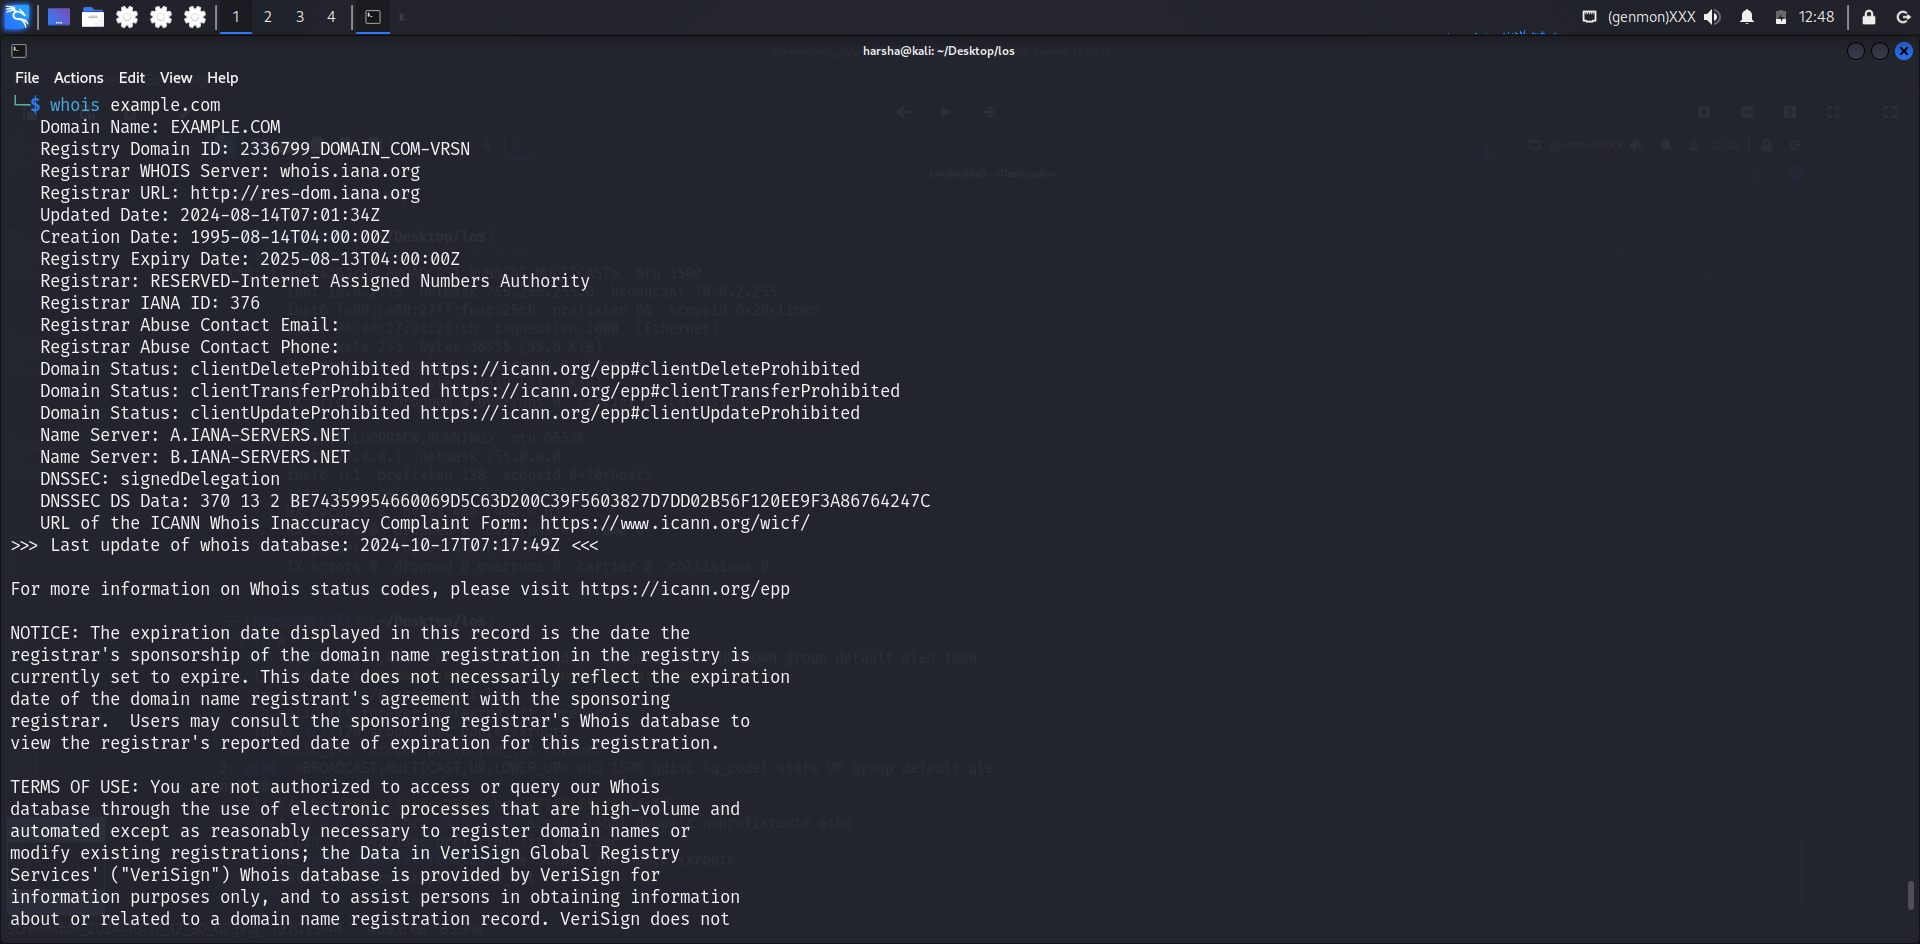 1 2 3 4
(genmon)XXX 12:48
harsha@kali: ~/Desktop/los
File Actions Edit View Help
└─$ whois example.com
Domain Name: EXAMPLE.COM
Registry Domain ID: 2336799_DOMAIN_COM-VRSN
Registrar WHOIS Server: whois.iana.org
Registrar URL: http://res-dom.iana.org
Updated Date: 2024-08-14T07:01:34Z
Creation Date: 1995-08-14T04:00:00Z
Registry Expiry Date: 2025-08-13T04:00:00Z
Registrar: RESERVED-Internet Assigned Numbers Authority
Registrar IANA ID: 376
Registrar Abuse Contact Email:
Registrar Abuse Contact Phone:
Domain Status: clientDeleteProhibited https://icann.org/epp#clientDeleteProhibited
Domain Status: clientTransferProhibited https://icann.org/epp#clientTransferProhibited
Domain Status: clientUpdateProhibited https://icann.org/epp#clientUpdateProhibited
Name Server: A.IANA-SERVERS.NET
Name Server: B.IANA-SERVERS.NET
DNSSEC: signedDelegation
DNSSEC DS Data: 370 13 2 BE74359954660069D5C63D200C39F5603827D7DD02B56F120EE9F3A86764247C
URL of the ICANN Whois Inaccuracy Complaint Form: https://www.icann.org/wicf/
>>> Last update of whois database: 2024-10-17T07:17:49Z <<<
For more information on Whois status codes, please visit https://icann.org/epp
NOTICE: The expiration date displayed in this record is the date the
registrar's sponsorship of the domain name registration in the registry is
currently set to expire. This date does not necessarily reflect the expiration
date of the domain name registrant's agreement with the sponsoring
registrar.  Users may consult the sponsoring registrar's Whois database to
view the registrar's reported date of expiration for this registration.
TERMS OF USE: You are not authorized to access or query our Whois
database through the use of electronic processes that are high-volume and
automated except as reasonably necessary to register domain names or
modify existing registrations; the Data in VeriSign Global Registry
Services' ("VeriSign") Whois database is provided by VeriSign for
information purposes only, and to assist persons in obtaining information
about or related to a domain name registration record. VeriSign does not